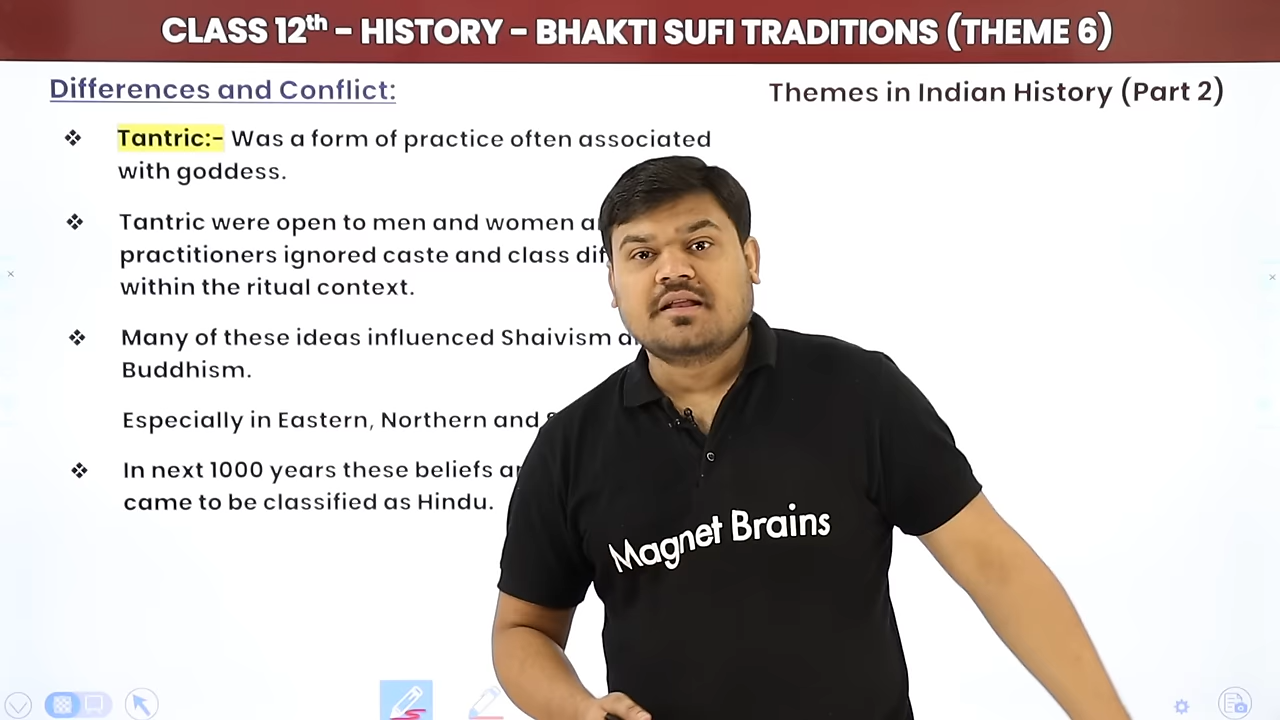 CLASS 12th - HISTORY - BHAKTI SUFI TRADITIONS (THEME 6)
Differences and Conflict:
Themes in Indian History (Part 2)
❖ Tantric:- Was a form of practice often associated
with goddess.
❖ Tantric were open to men and women
practitioners ignored caste and class
within the ritual context.
❖ Many of these ideas influenced Shaivism
Buddhism.
Especially in Eastern, Northern and
❖ In next 1000 years these beliefs
came to be classified as Hindu.
Magnet Brains